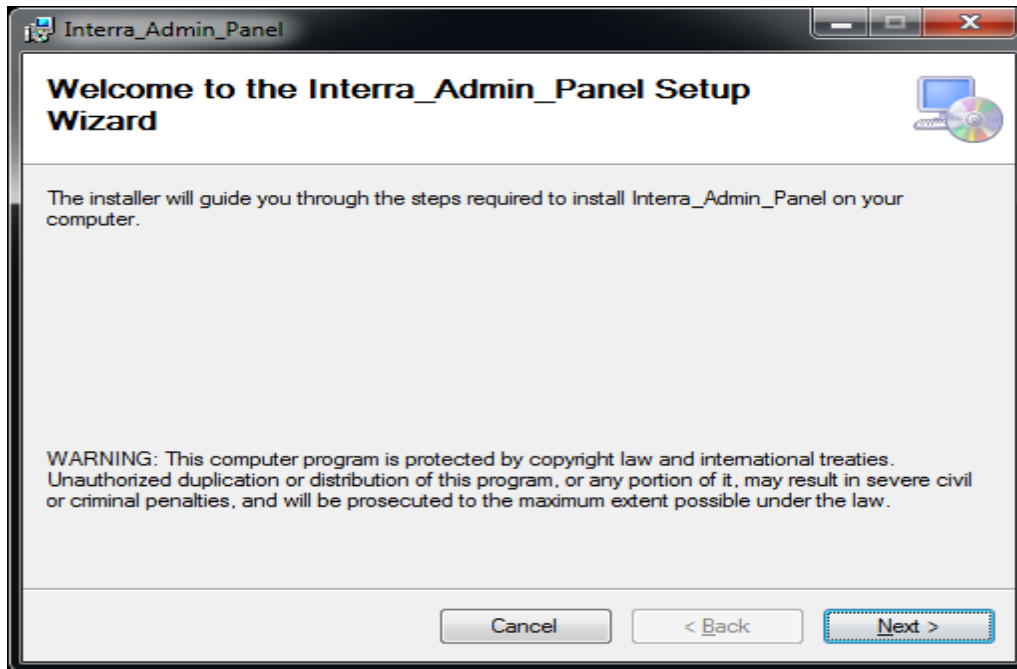 Interra_Admin_Panel
Welcome to the Interra_Admin_Panel Setup
Wizard
The installer will guide you through the steps required to install Interra_Admin_Panel on your
computer.
WARNING: This computer program is protected by copyright law and international treaties.
Unauthorized duplication or distribution of this program, or any portion of it, may result in severe civil
or criminal penalties, and will be prosecuted to the maximum extent possible under the law.
Cancel
< Back
Next >